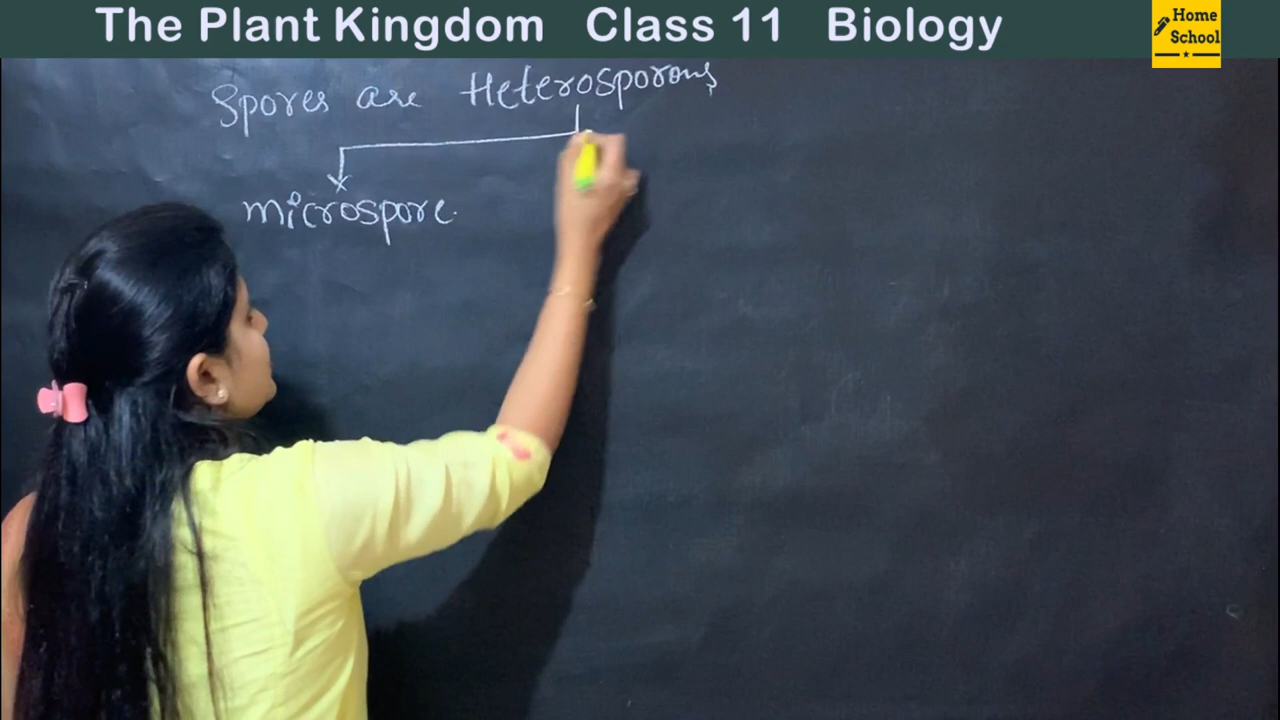 The Plant Kingdom Class 11 Biology
Home
School
Spores are Heterosporous
microspore